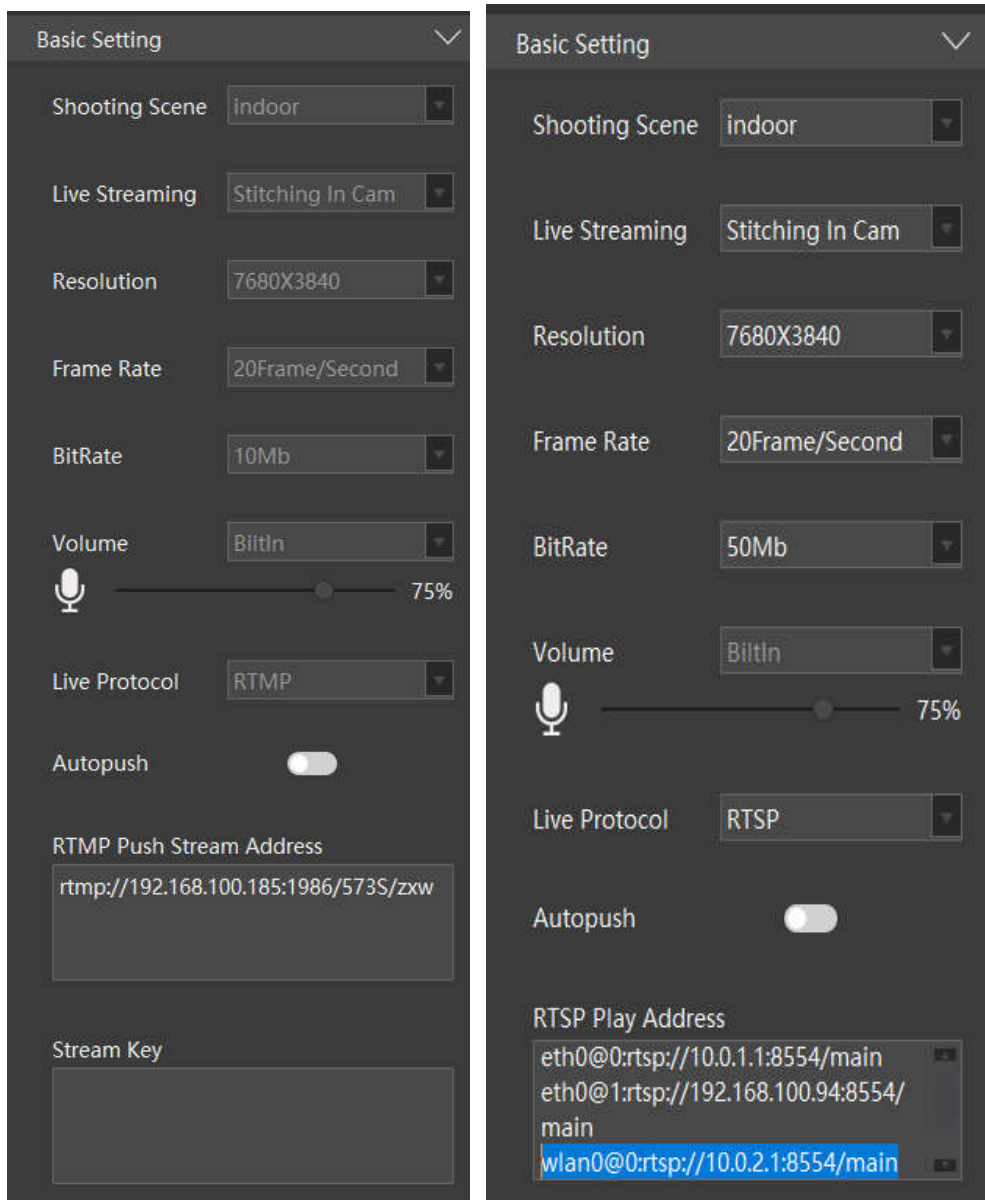 Basic Setting
Shooting Scene indoor
Live Streaming Stitching In Cam
Resolution 7680X3840
Frame Rate 20Frame/Second
BitRate 10Mb
Volume BiltIn
75%
Live Protocol RTMP
Autopush
RTMP Push Stream Address
rtmp://192.168.100.185:1986/573S/zxw
Stream Key
Basic Setting
Shooting Scene indoor
Live Streaming Stitching In Cam
Resolution 7680X3840
Frame Rate 20Frame/Second
BitRate 50Mb
Volume BiltIn
75%
Live Protocol RTSP
Autopush
RTSP Play Address
eth0@0:rtsp://10.0.1.1:8554/main
eth0@1:rtsp://192.168.100.94:8554/
main
wlan0@0:rtsp://10.0.2.1:8554/main